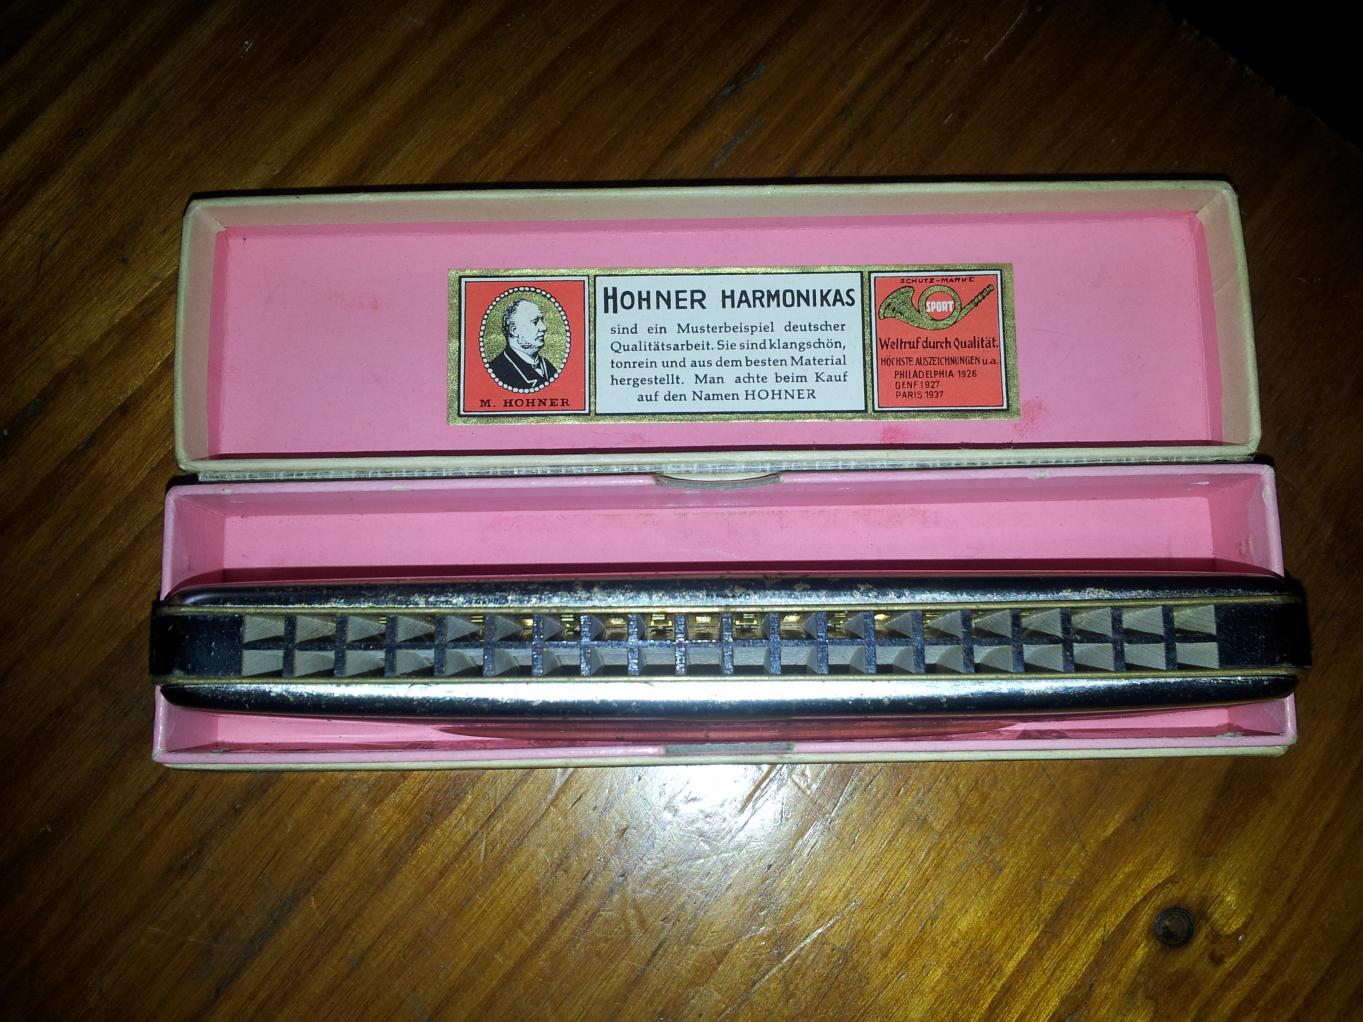 M. HOHNER
HOHNER HARMONIKAS
sind ein Musterbeispiel deutscher
Qualitätsarbeit. Sie sind klangschön,
tonrein und aus dem besten Material
hergestellt. Man achte beim Kauf
auf den Namen HOHNER
SCHUTZ-MARKE
SPORT
Weltruf durch Qualität.
HÖCHSTE AUSZEICHNUNGEN u.a.
PHILADELPHIA 1926
GENF 1927
PARIS 1937